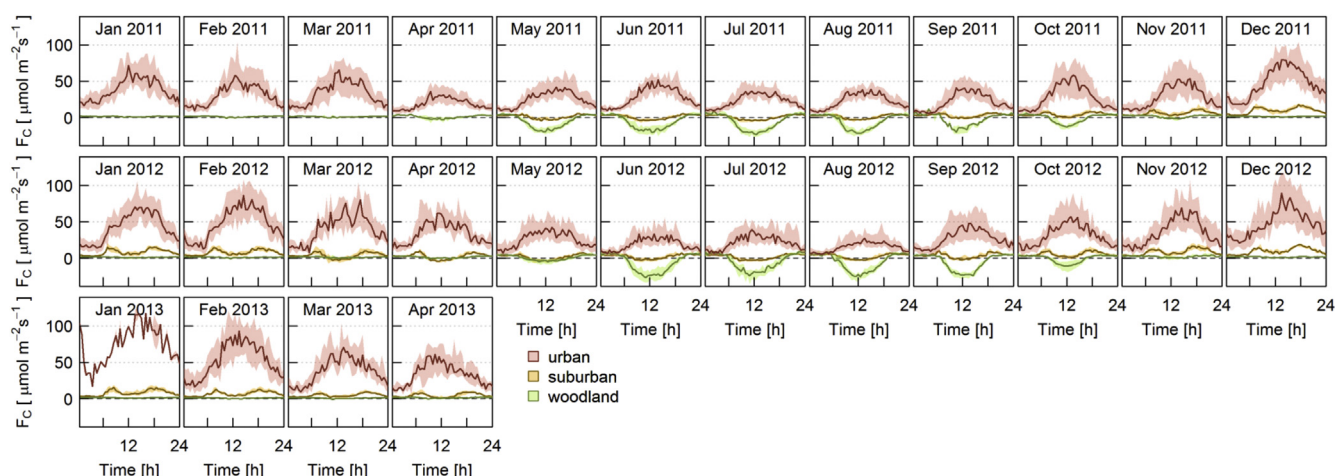 Jan 2011 Feb 2011 Mar 2011 Apr 2011 May 2011 Jun 2011 Jul 2011 Aug 2011 Sep 2011 Oct 2011 Nov 2011 Dec 2011
100
50
0
F_C [ μmol m⁻²s⁻¹]
Jan 2012 Feb 2012 Mar 2012 Apr 2012 May 2012 Jun 2012 Jul 2012 Aug 2012 Sep 2012 Oct 2012 Nov 2012 Dec 2012
100
50
0
F_C [ μmol m⁻²s⁻¹]
12 24 12 24 12 24 12 24 12 24 12 24 12 24 12 24
Time [h] Time [h] Time [h] Time [h] Time [h] Time [h] Time [h] Time [h]
Jan 2013 Feb 2013 Mar 2013 Apr 2013
100
50
0
F_C [ μmol m⁻²s⁻¹]
12 24 12 24 12 24 12 24
Time [h] Time [h] Time [h] Time [h]
urban
suburban
woodland